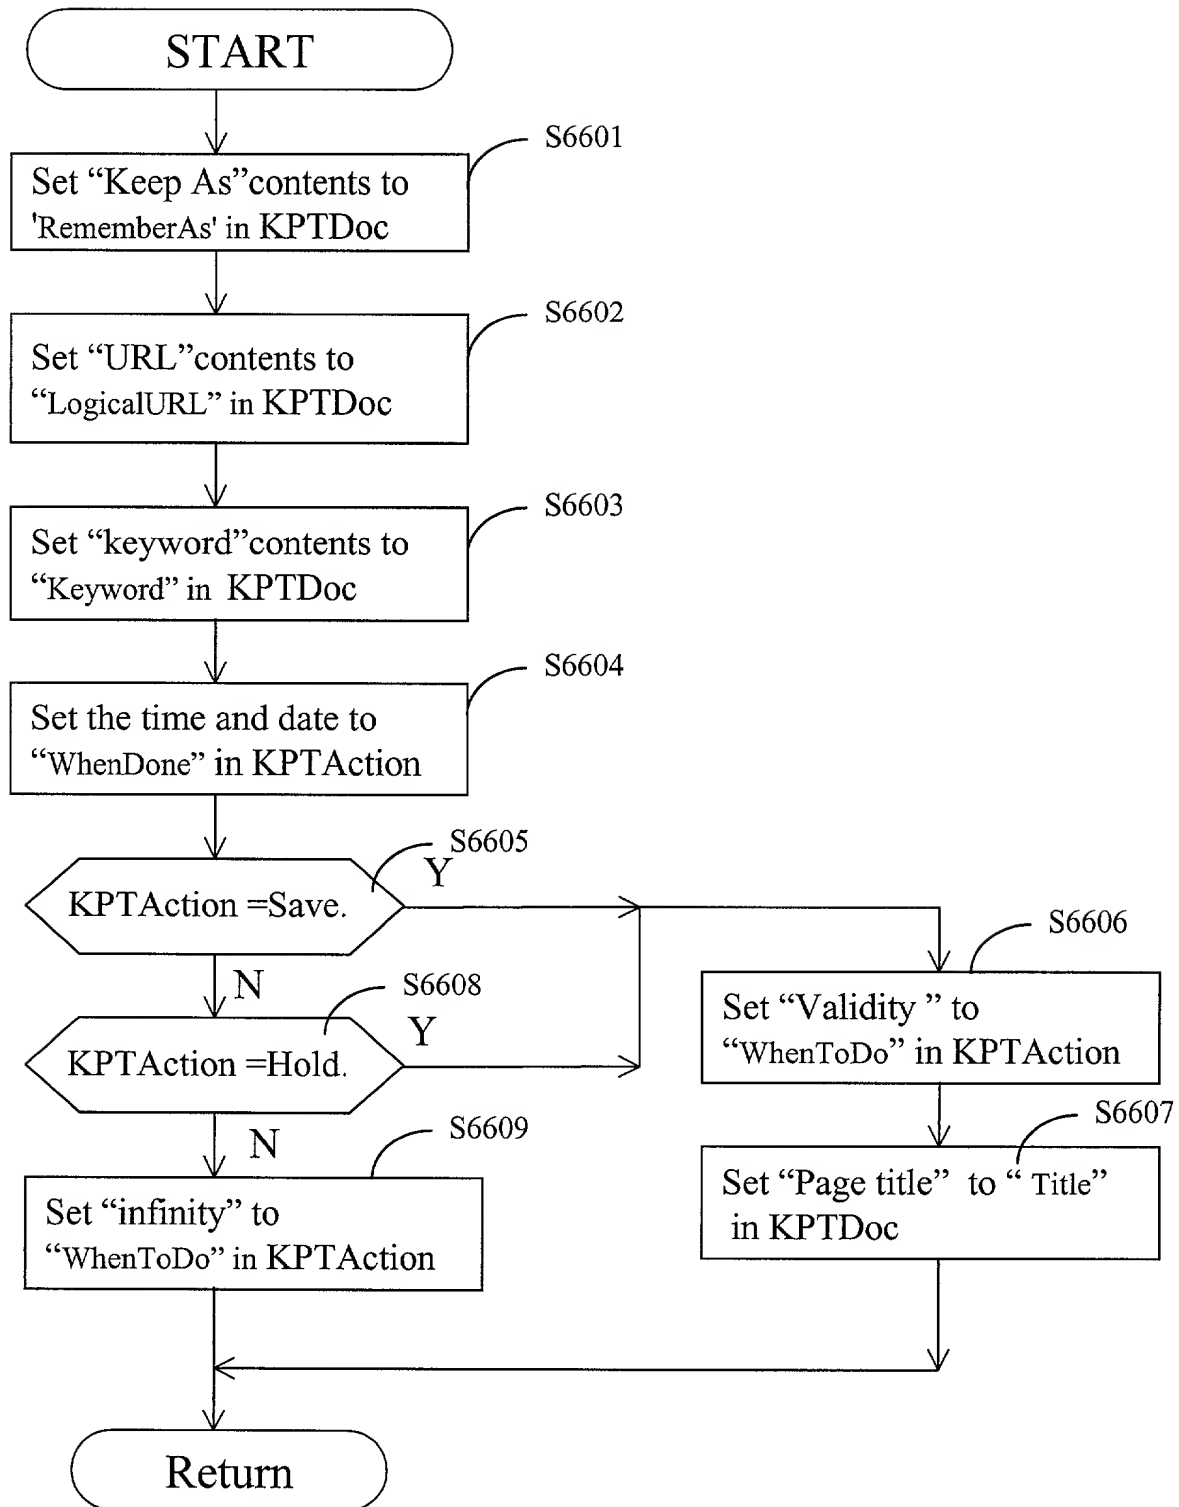 START
S6601
Set “Keep As”contents to
'RememberAs' in KPTDoc
S6602
Set “URL”contents to
“LogicalURL” in KPTDoc
S6603
Set “keyword”contents to
“Keyword” in KPTDoc
S6604
Set the time and date to
“WhenDone” in KPTAction
S6605
Y
KPTAction =Save.
N
S6608
Y
KPTAction =Hold.
N
S6609
Set “infinity” to
“WhenToDo” in KPTAction
S6606
Set “Validity ” to
“WhenToDo” in KPTAction
S6607
Set “Page title” to “ Title”
in KPTDoc
Return